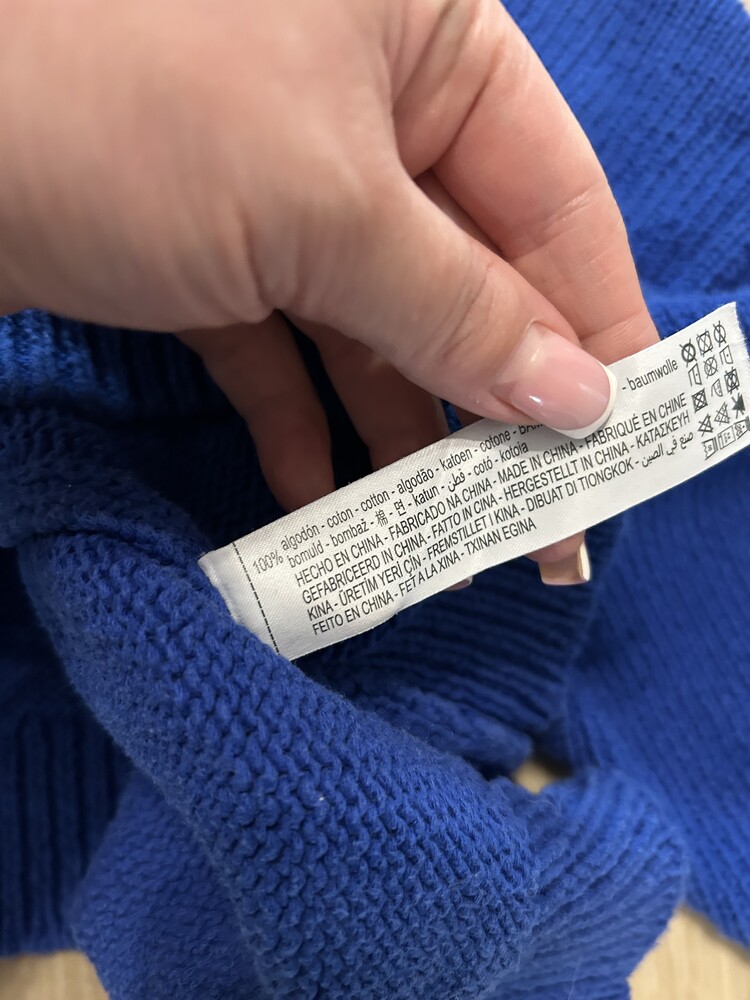 100% algodón - coton - cotton - algodão - katoen - cotone - - baumwolle
bomuld - bombaž - 棉 - 면 - katun - قطن - cotó - kotoia
HECHO EN CHINA - FABRICADO NA CHINA - MADE IN CHINA - FABRIQUÉ EN CHINE
GEFABRICEERD IN CHINA - FATTO IN CINA - HERGESTELLT IN CHINA - ΚΑΤΑΣΚΕΥΗ
KINA - ÜRETİM YERİ ÇİN - FREMSTILLET I KINA - DIBUAT DI TIONGKOK - صنع في الصين
FEITO EN CHINA - FET A LA XINA - TXINAN EGINA